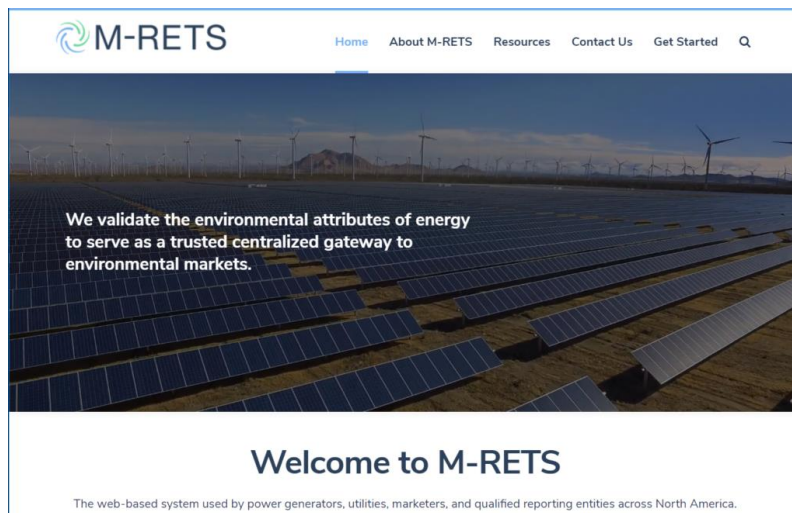 M-RETS
Home About M-RETS Resources Contact Us Get Started
We validate the environmental attributes of energy
to serve as a trusted centralized gateway to
environmental markets.
Welcome to M-RETS
The web-based system used by power generators, utilities, marketers, and qualified reporting entities across North America.